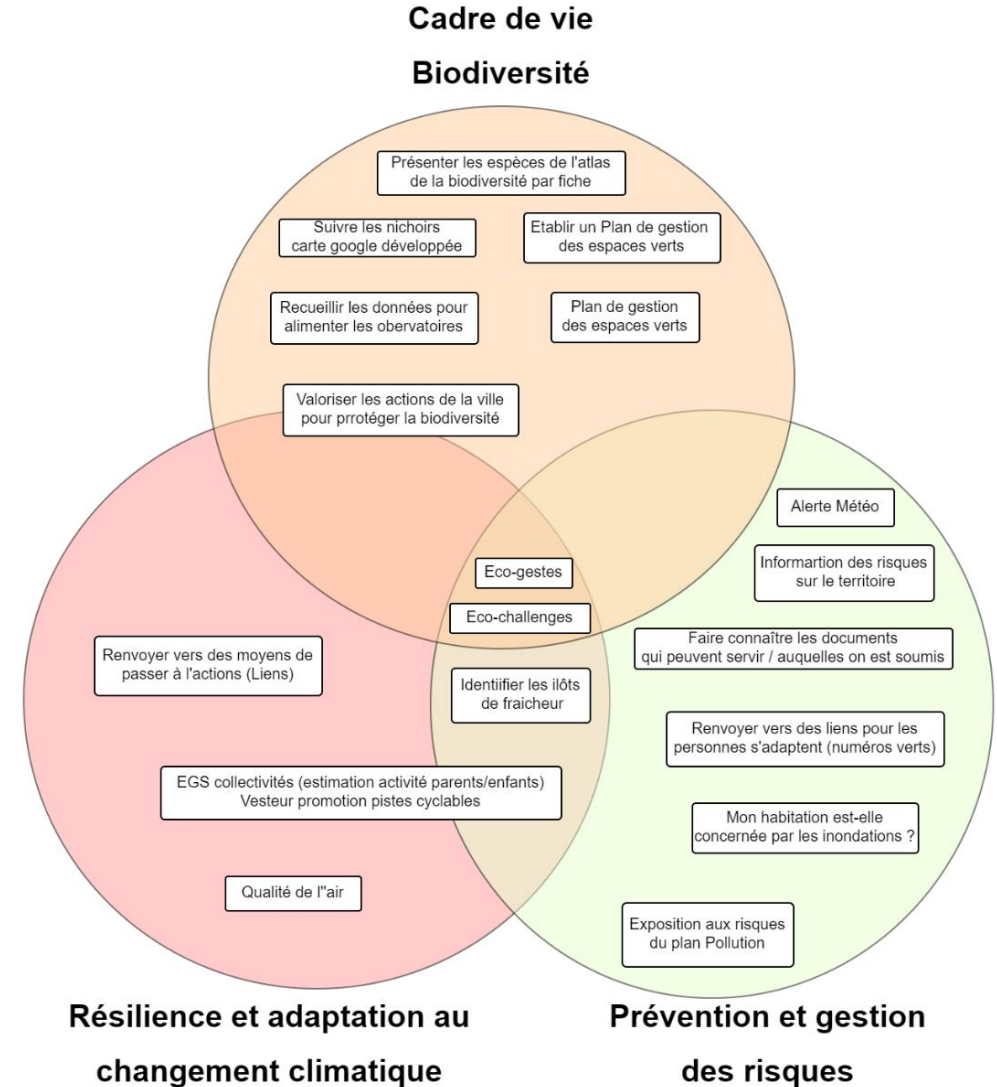 Cadre de vie
Biodiversité
Présenter les espèces de l'atlas
de la biodiversité par fiche
Suivre les nichoirs
carte google développée
Etablir un Plan de gestion
des espaces verts
Recueillir les données pour
alimenter les obervatoires
Plan de gestion
des espaces verts
Valoriser les actions de la ville
pour prrotéger la biodiversité
Alerte Météo
Informartion des risques
sur le territoire
Eco-gestes
Eco-challenges
Faire connaître les documents
qui peuvent servir / auquelles on est soumis
Renvoyer vers des moyens de
passer à l'actions (Liens)
Identiifier les ilôts
de fraicheur
Renvoyer vers des liens pour les
personnes s'adaptent (numéros verts)
EGS collectivités (estimation activité parents/enfants)
Vesteur promotion pistes cyclables
Mon habitation est-elle
concernée par les inondations ?
Qualité de l''air
Exposition aux risques
du plan Pollution
Résilience et adaptation au
changement climatique
Prévention et gestion
des risques